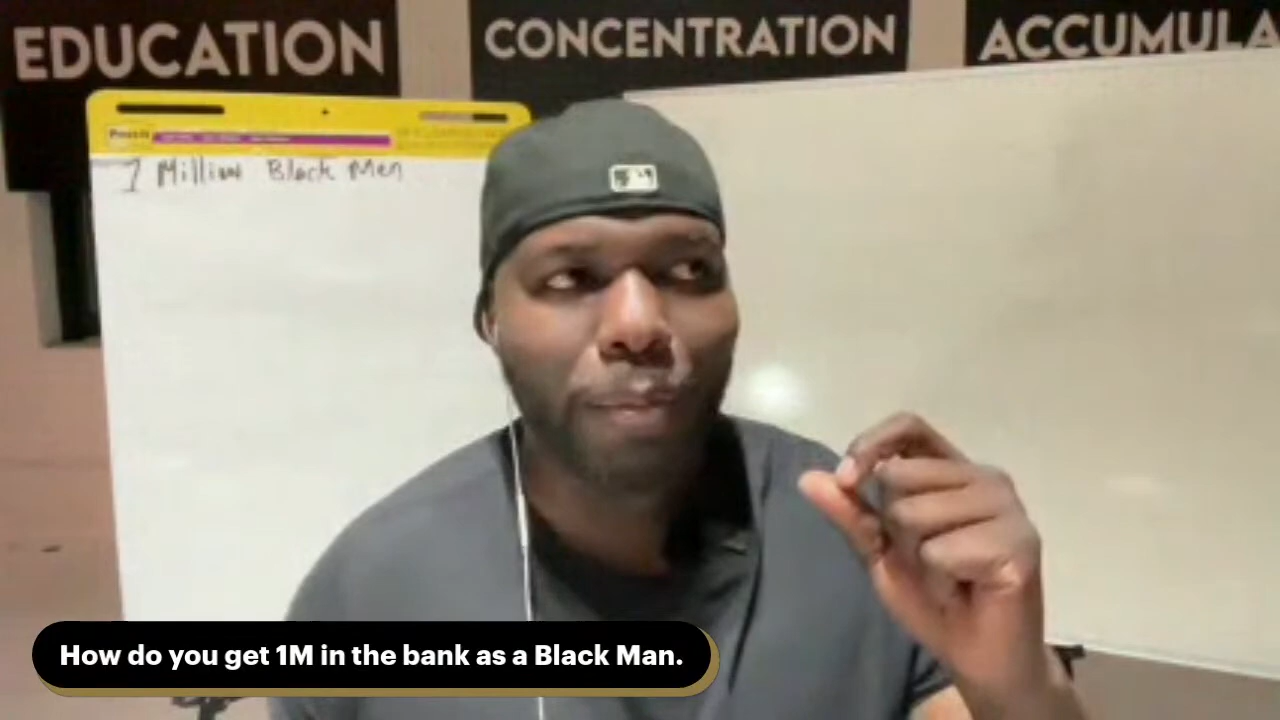 EDUCATION
CONCENTRATION
ACCUMULA
1 Million Black Men
How do you get 1M in the bank as a Black Man.